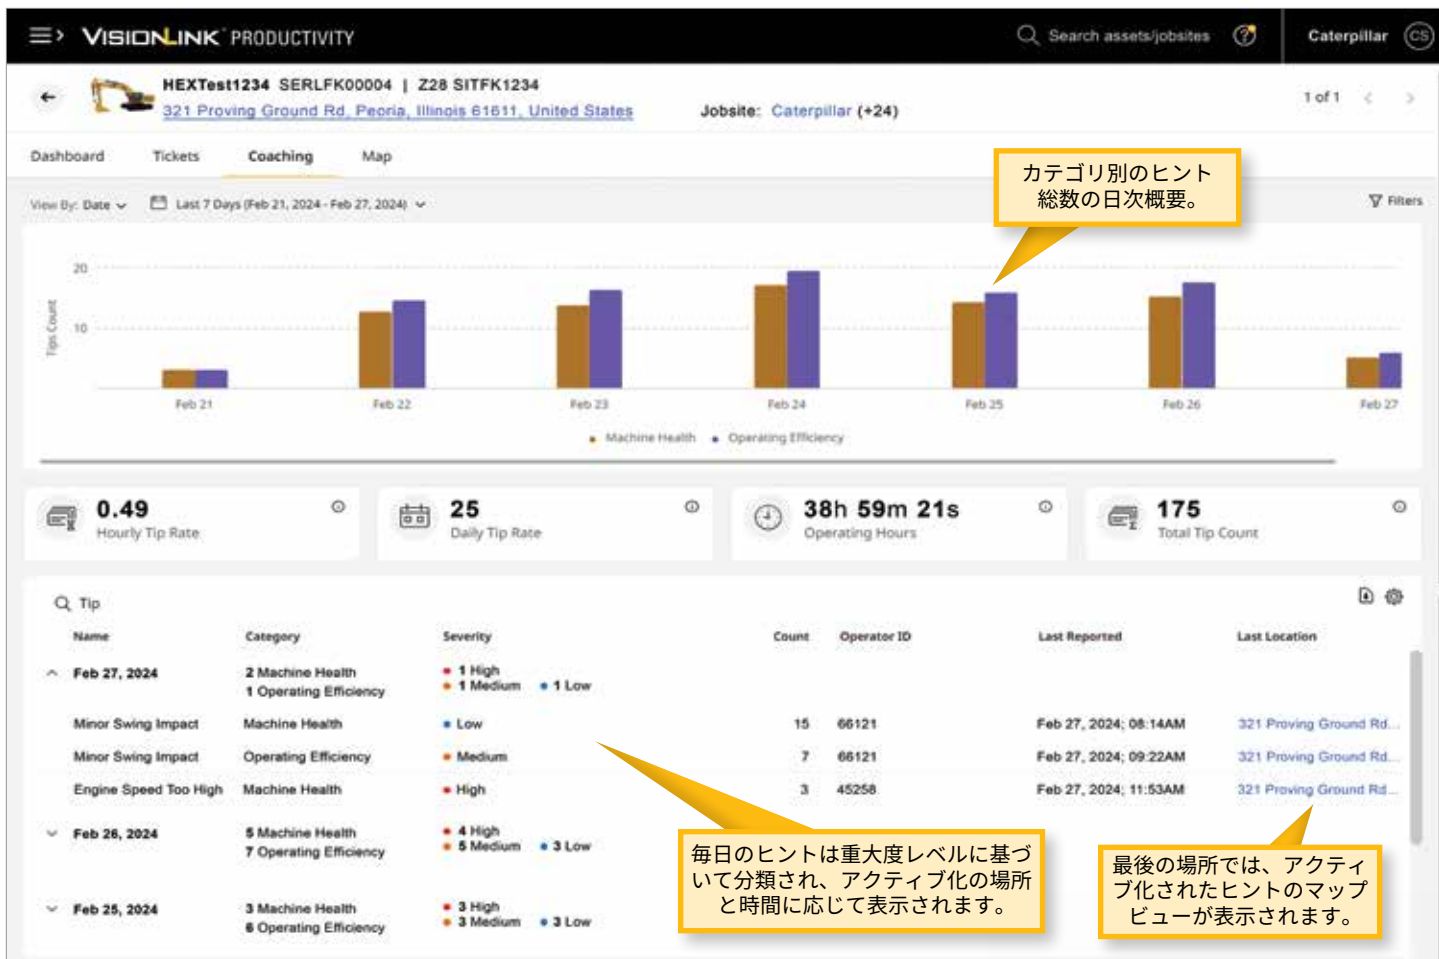 VISIONLINK PRODUCTIVITY
Search assets/jobsites
Caterpillar CS
HEXTest1234 SERLFK00004 | Z28 SITFK1234
321 Proving Ground Rd, Peoria, Illinois 61611, United States
Jobsite: Caterpillar (+24)
1 of 1
Dashboard Tickets Coaching Map
カテゴリ別のヒント
総数の日次概要。
View By: Date
Last 7 Days (Feb 21, 2024 - Feb 27, 2024)
Filters
Tips Count
20
10
Feb 21 Feb 22 Feb 23 Feb 24 Feb 25 Feb 26 Feb 27
Machine Health Operating Efficiency
0.49
Hourly Tip Rate
25
Daily Tip Rate
38h 59m 21s
Operating Hours
175
Total Tip Count
Tip
Name Category Severity Count Operator ID Last Reported Last Location
Feb 27, 2024 2 Machine Health 1 High
1 Operating Efficiency 1 Medium 1 Low
Minor Swing Impact Machine Health Low 15 66121 Feb 27, 2024; 08:14AM 321 Proving Ground Rd...
Minor Swing Impact Operating Efficiency Medium 7 66121 Feb 27, 2024; 09:22AM 321 Proving Ground Rd...
Engine Speed Too High Machine Health High 3 45258 Feb 27, 2024; 11:53AM 321 Proving Ground Rd...
Feb 26, 2024 5 Machine Health 4 High
7 Operating Efficiency 5 Medium 3 Low
Feb 25, 2024 3 Machine Health 3 High
6 Operating Efficiency 3 Medium 3 Low
毎日のヒントは重大度レベルに基づ
いて分類され、アクティブ化の場所
と時間に応じて表示されます。
最後の場所では、アクティ
ブ化されたヒントのマップ
ビューが表示されます。